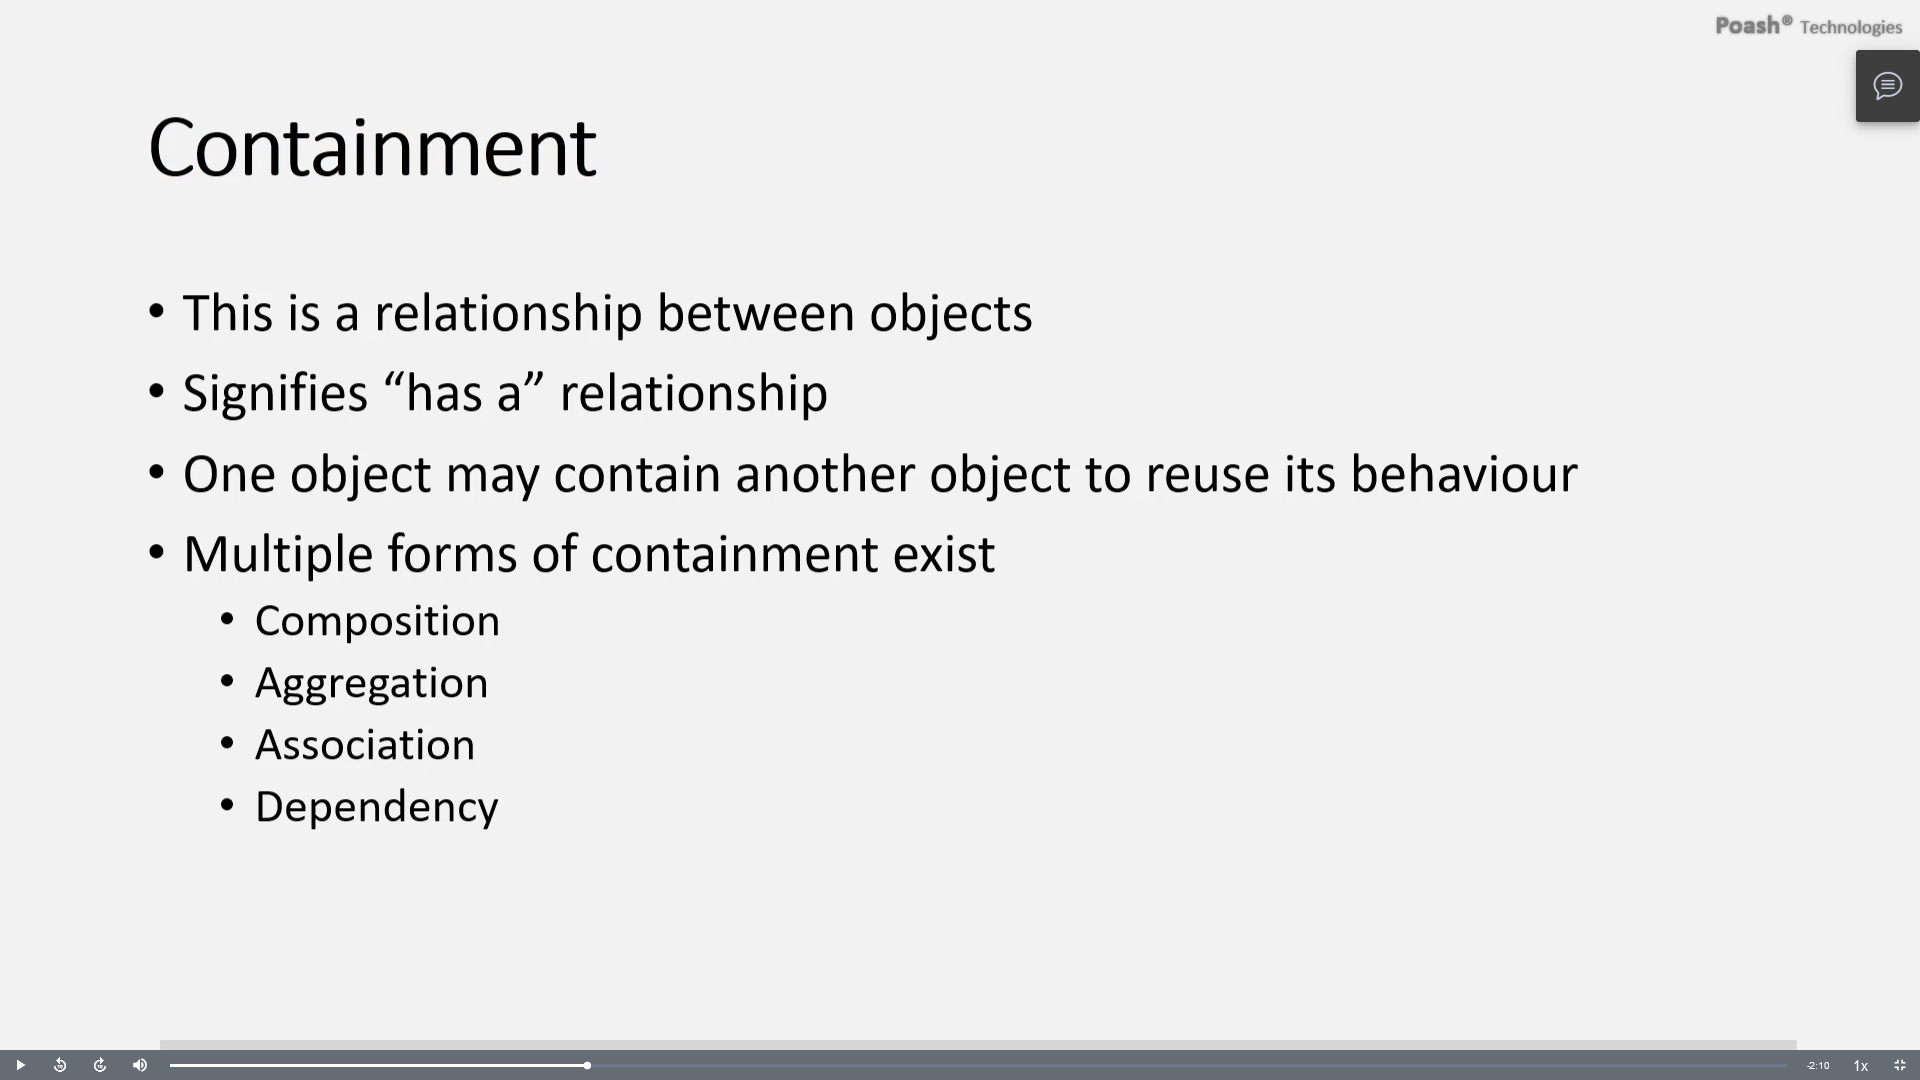 Poash® Technologies
Containment
• This is a relationship between objects
• Signifies “has a” relationship
• One object may contain another object to reuse its behaviour
• Multiple forms of containment exist
• Composition
• Aggregation
• Association
• Dependency
-2:10 1x